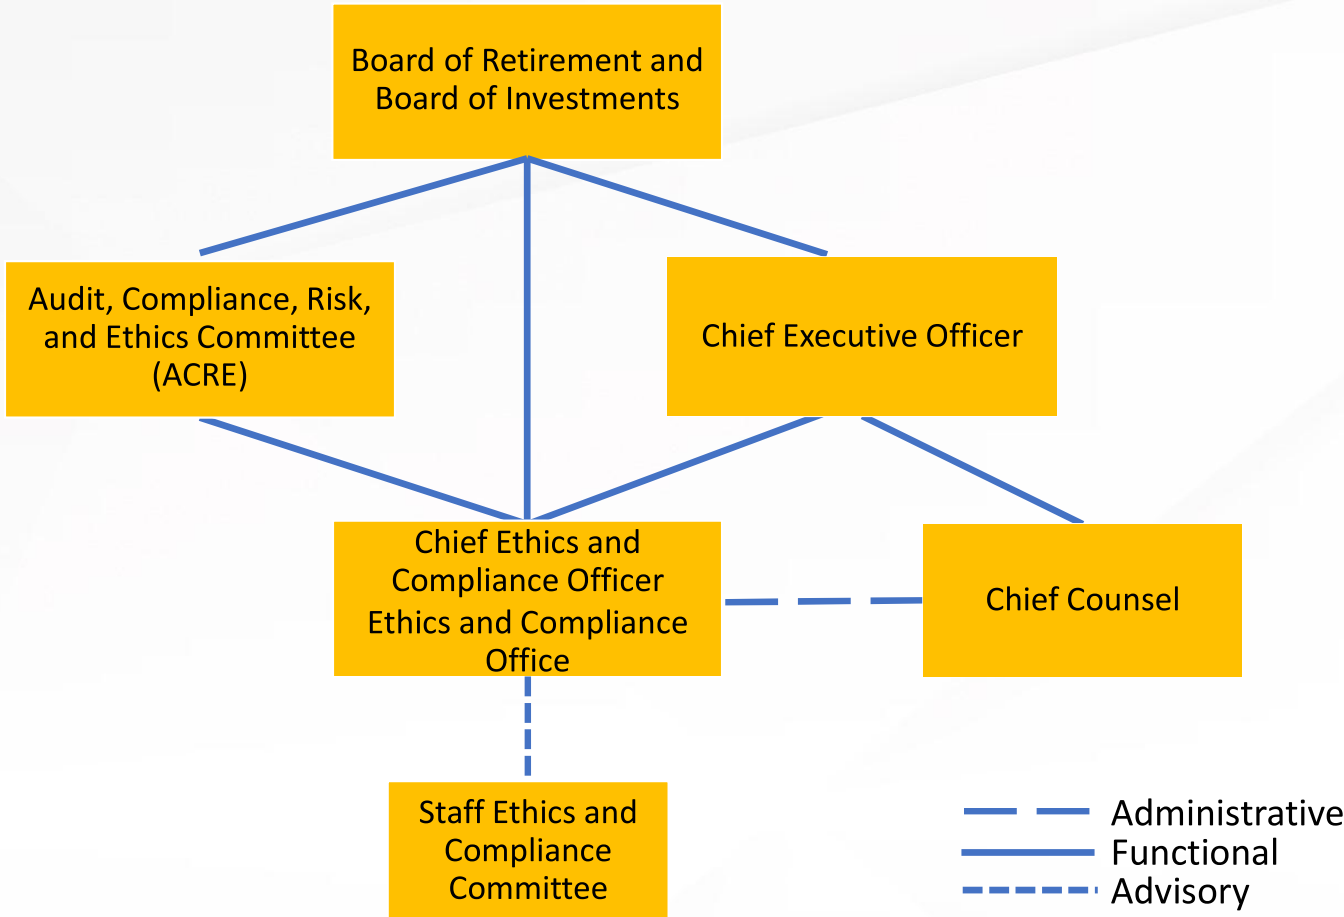 Board of Retirement and
Board of Investments
Audit, Compliance, Risk,
and Ethics Committee
(ACRE)
Chief Executive Officer
Chief Ethics and
Compliance Officer
Ethics and Compliance
Office
Chief Counsel
Staff Ethics and
Compliance
Committee
Administrative
Functional
Advisory